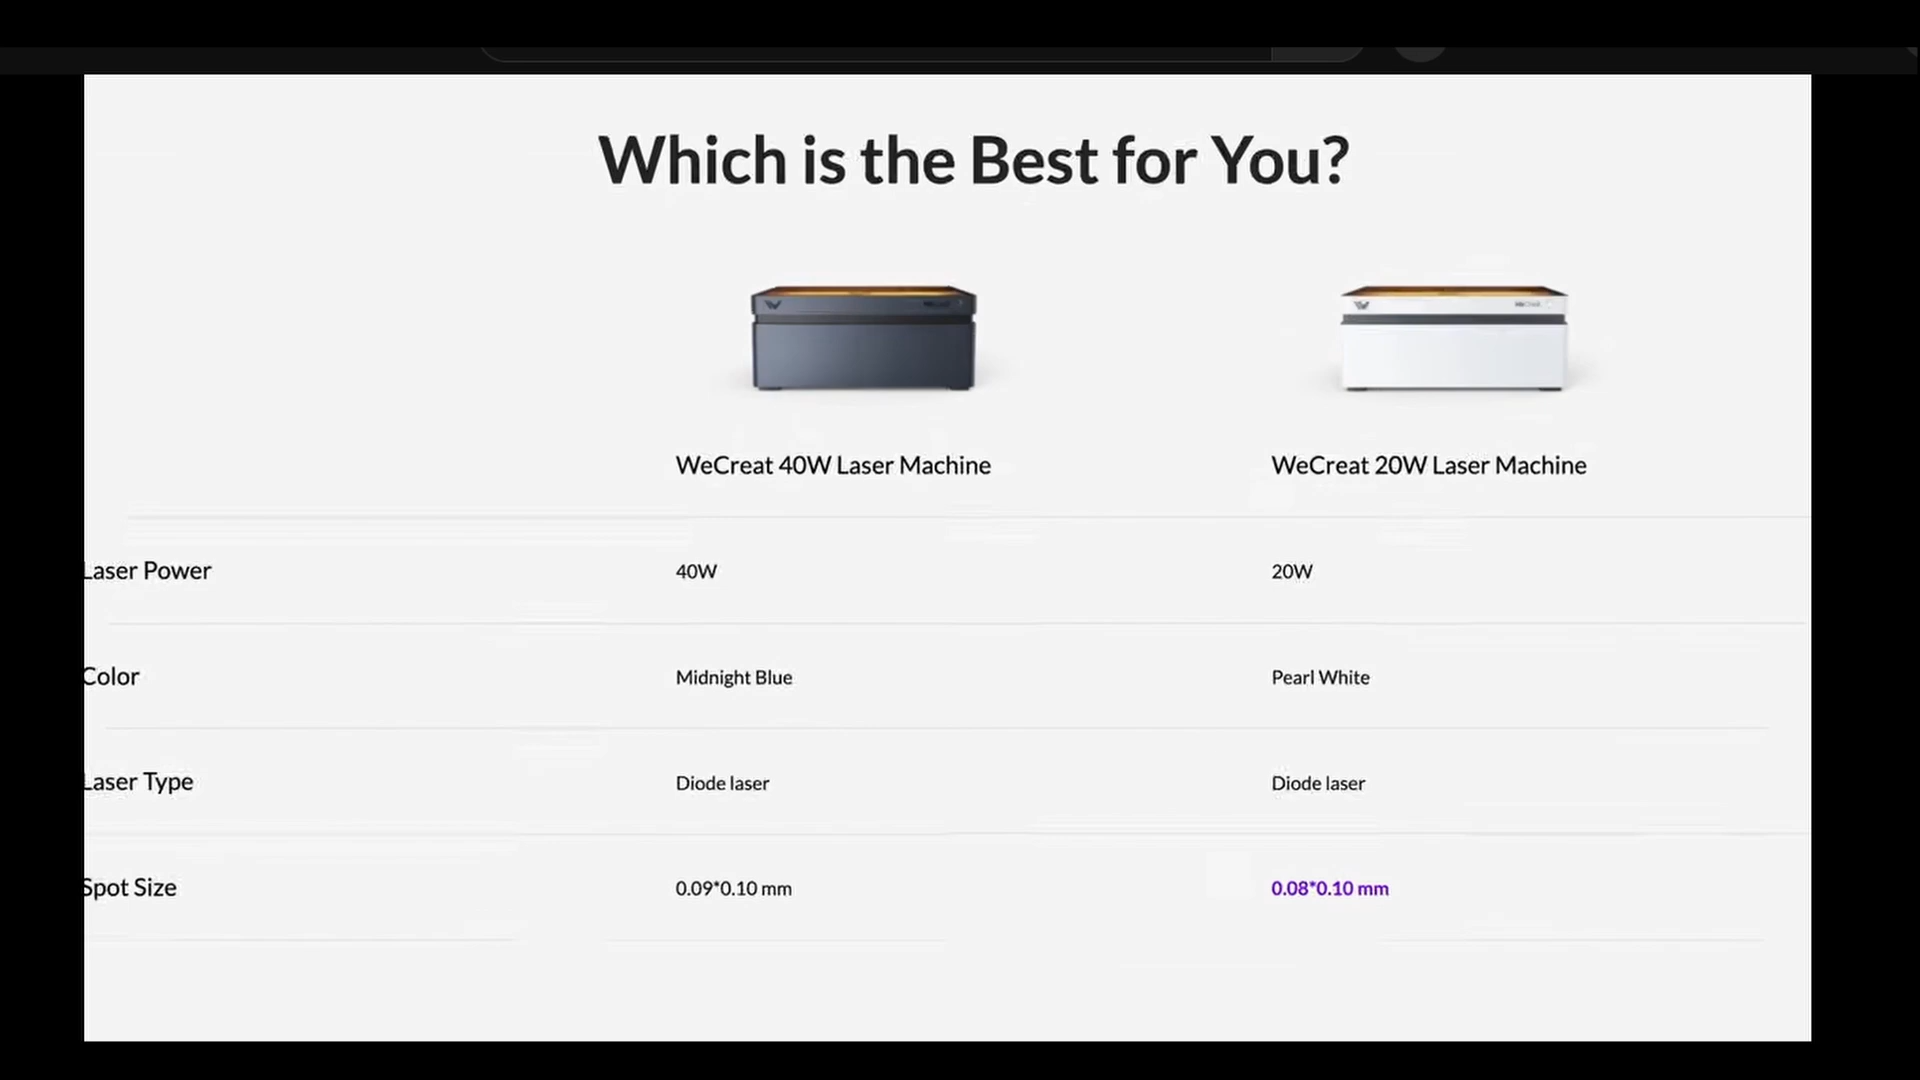 Which is the Best for You?
WeCreat 40W Laser Machine
WeCreat 20W Laser Machine
Laser Power
40W
20W
Color
Midnight Blue
Pearl White
Laser Type
Diode laser
Diode laser
Spot Size
0.09*0.10 mm
0.08*0.10 mm